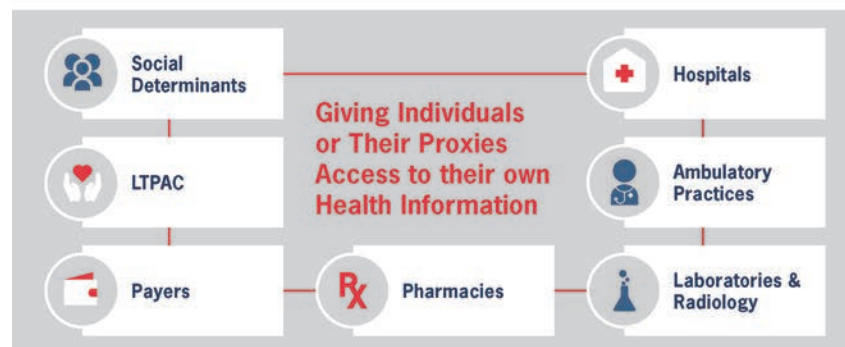 Social
Determinants
Hospitals
Giving Individuals
or Their Proxies
Access to their own
Health Information
LTPAC
Ambulatory
Practices
Payers
Rx
Pharmacies
Laboratories &
Radiology